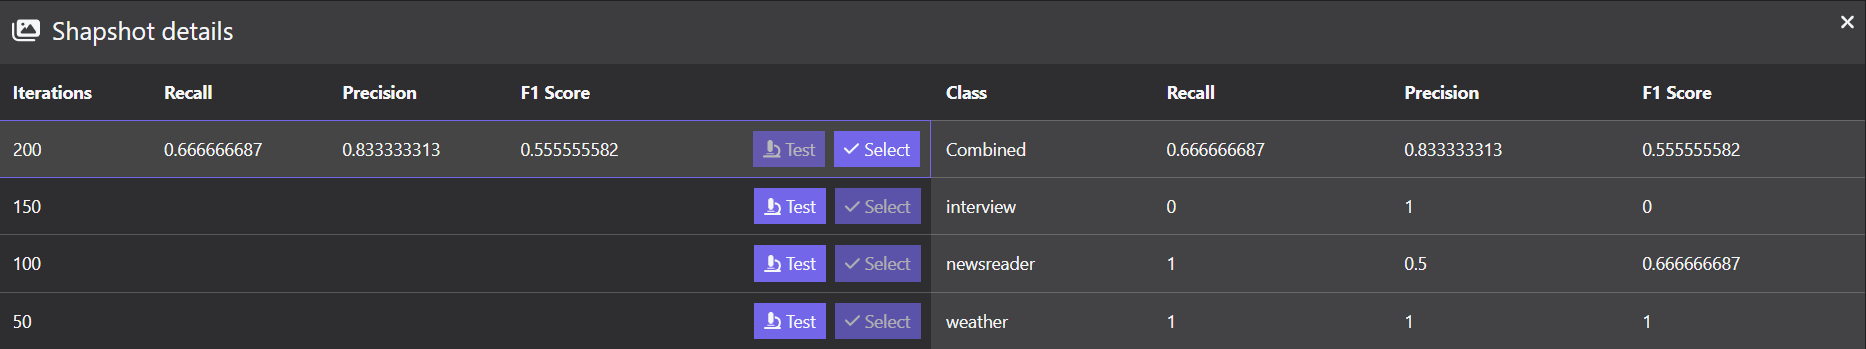 Shapshot details
Iterations Recall Precision F1 Score Class Recall Precision F1 Score
200 0.666666687 0.833333313 0.555555582 Test Select Combined 0.666666687 0.833333313 0.555555582
150 Test Select interview 0 1 0
100 Test Select newsreader 1 0.5 0.666666687
50 Test Select weather 1 1 1